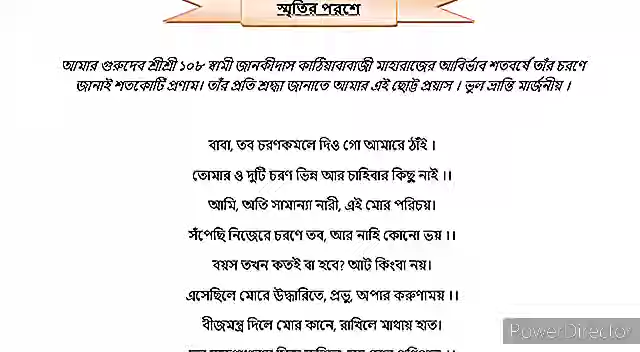 স্মৃতির পরশে
আমার গুরুদেব শ্রীশ্রী ১০৮ স্বামী জানকীদাস কাঠিয়াবাবাজী মাহারাজের আবির্ভাব শতবর্ষে তাঁর চরণে
জানাই শতকোটি প্রণাম। তাঁর প্রতি শ্রদ্ধা জানাতে আমার এই ছোট্ট প্রয়াস । ভুল ভ্রান্তি মার্জনীয় ।
বাবা, তব চরণকমলে দিও গো আমারে ঠাঁই ।
তোমার ও দুটি চরণ ভিন্ন আর চাহিবার কিছু নাই ।।
আমি, অতি সামান্যা নারী, এই মোর পরিচয়।
সঁপেছি নিজেরে চরণে তব, আর নাহি কোনো ভয় ।।
বয়স তখন কতই বা হবে? আট কিংবা নয়।
এসেছিলে মোরে উদ্ধারিতে, প্রভু, অপার করুণাময় ।।
বীজমন্ত্র দিলে মোর কানে, রাখিলে মাথায় হাত।
PowerDirector